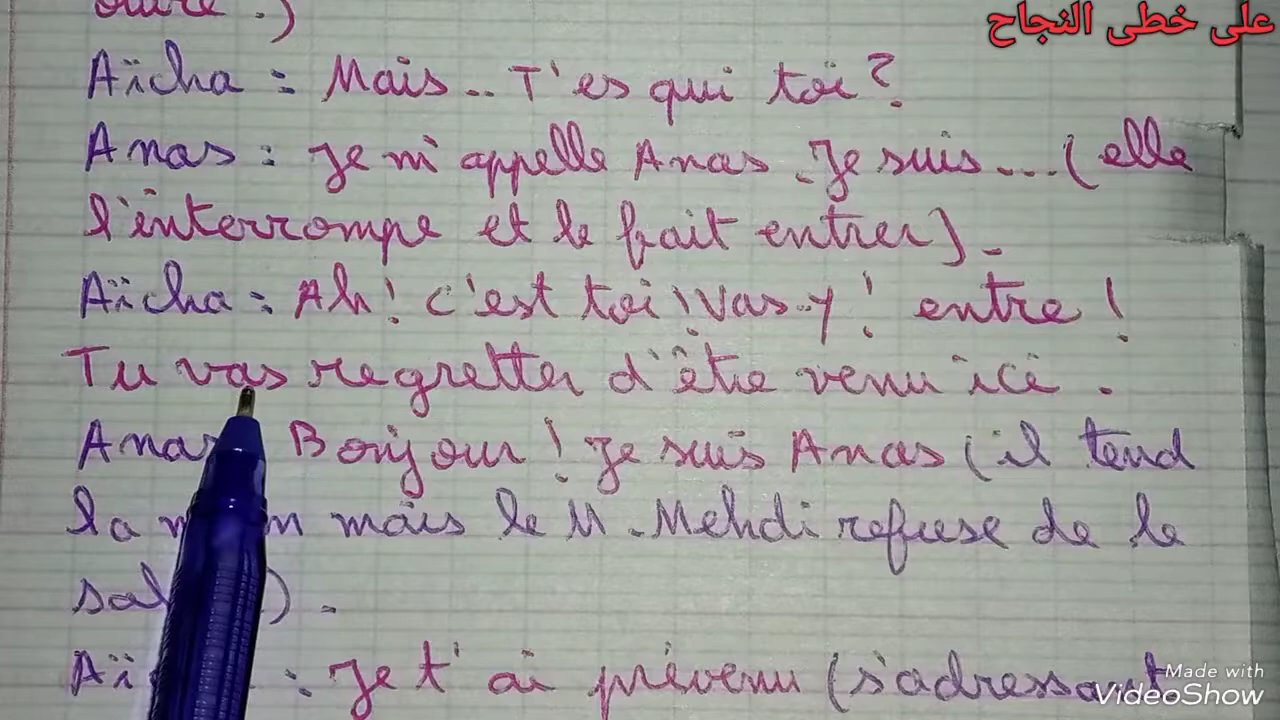 على خطى النجاح
ouvre.)
Aïcha : Mais.. T'es qui toi?
Anas : Je m'appelle Anas. Je suis...(elle
l'interrompe et le fait entrer).
Aïcha : Ah! c'est toi! Vas-y! entre!
Tu vas regretter d'être venu ici.
Anas Bonjour! Je suis Anas (il tend
la mais le M. Mehdi refuse de le
) .
: Je t'ai prévenu (s'adressant
Made with
VideoShow